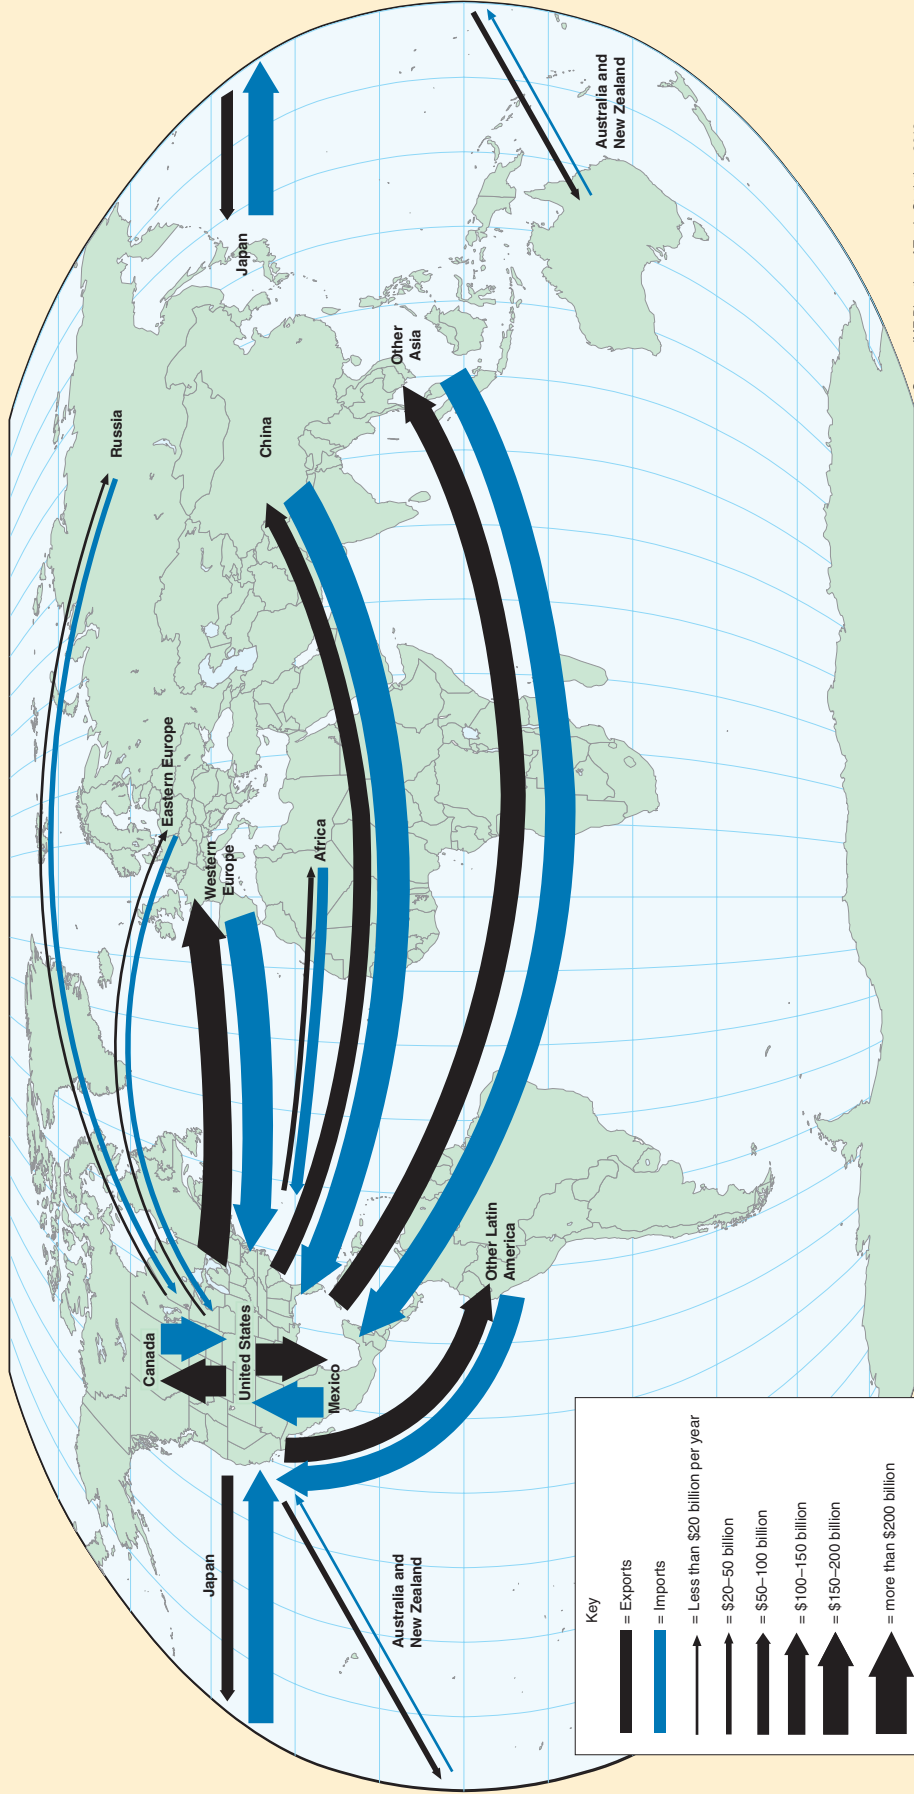 Russia
Canada
Eastern Europe
Japan
Western
Europe
United States
Japan
China
Africa
Mexico
Other
Asia
Australia and
New Zealand
Other Latin
America
Australia and
New Zealand
Key
= Exports
= Imports
= Less than $20 billion per year
= $20–50 billion
= $50–100 billion
= $100–150 billion
= $150–200 billion
= more than $200 billion